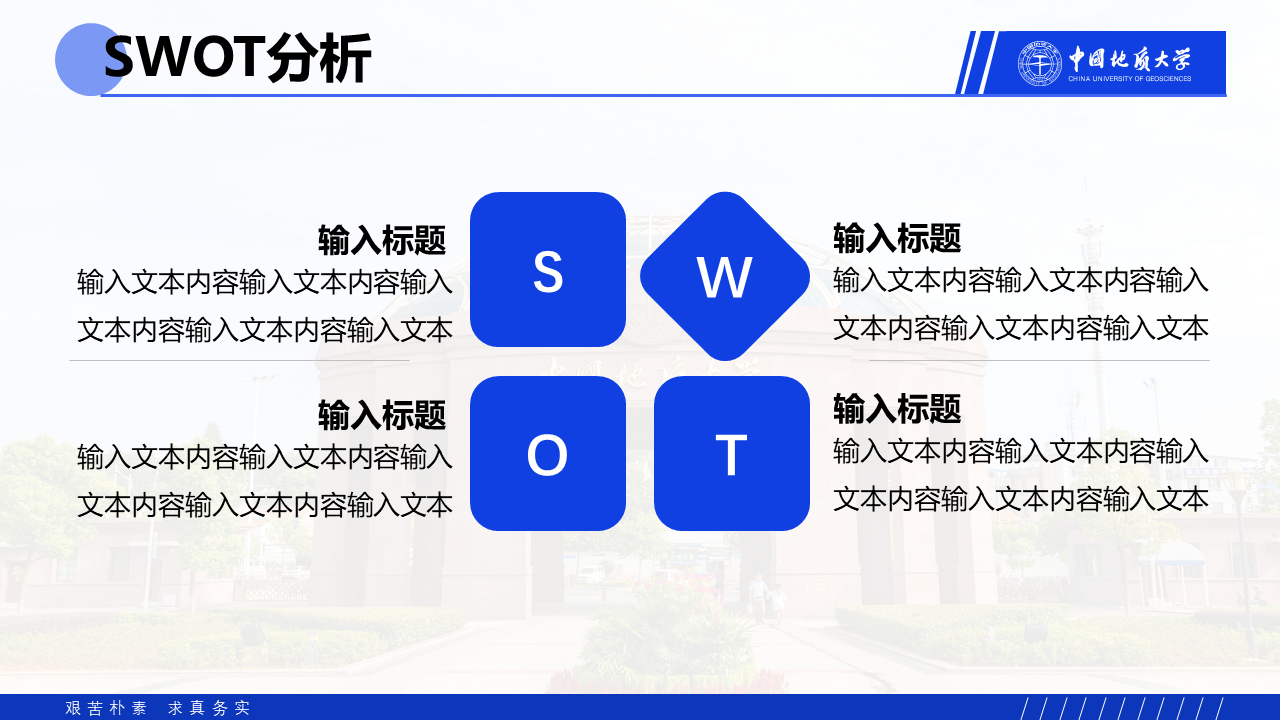 SWOT分析
中国地质大学
CHINA UNIVERSITY OF GEOSCIENCES
输入标题
输入文本内容输入文本内容输入
文本内容输入文本内容输入文本
S
W
输入标题
输入文本内容输入文本内容输入
文本内容输入文本内容输入文本
输入标题
输入文本内容输入文本内容输入
文本内容输入文本内容输入文本
O
T
输入标题
输入文本内容输入文本内容输入
文本内容输入文本内容输入文本
中国地质大学
艰苦朴素 求真务实